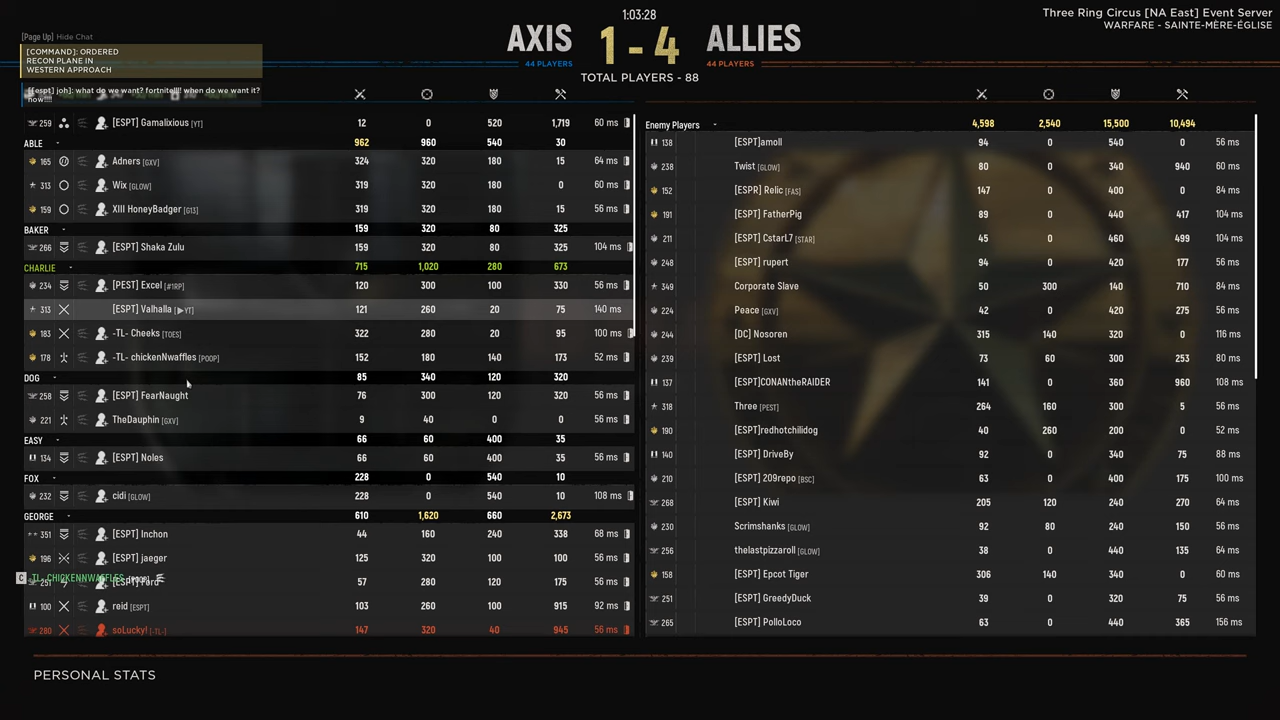 1:03:28
AXIS 1 - 4 ALLIES
44 PLAYERS 44 PLAYERS
TOTAL PLAYERS - 88
Three Ring Circus [NA East] Event Server
WARFARE - SAINTE-MÈRE-ÉGLISE
[Page Up] Hide Chat
[COMMAND]: ORDERED
RECON PLANE IN
WESTERN APPROACH
[[espt] joh]: what do we want? fortnite!!! when do we want it?
now!!!!
259 [ESPT] Gamalixious [YT] 12 0 520 1,719 60 ms
ABLE - 962 960 540 30
165 Adners [GXV] 324 320 180 15 64 ms
313 Wix [GLOW] 319 320 180 0 60 ms
159 XIII HoneyBadger [G13] 319 320 180 15 56 ms
BAKER - 159 320 80 325
266 [ESPT] Shaka Zulu 159 320 80 325 104 ms
CHARLIE - 715 1,020 280 673
234 [PEST] Excel [#1RP] 120 300 100 330 56 ms
313 [ESPT] Valhalla [▶YT] 121 260 20 75 140 ms
183 -TL- Cheeks [TOES] 322 280 20 95 100 ms
178 -TL- chickenNwaffles [POOP] 152 180 140 173 52 ms
DOG - 85 340 120 320
258 [ESPT] FearNaught 76 300 120 320 56 ms
221 TheDauphin [GXV] 9 40 0 0 56 ms
EASY - 66 60 400 35
134 [ESPT] Noles 66 60 400 35 56 ms
FOX - 228 0 540 10
232 cidi [GLOW] 228 0 540 10 108 ms
GEORGE - 610 1,620 660 2,673
351 [ESPT] Inchon 44 160 240 338 68 ms
196 [ESPT] jaeger 125 320 100 100 56 ms
C -TL- CHICKENNWAFFLES
251 [ESPT] 57 280 120 175 56 ms
100 reid [ESPT] 103 260 100 915 92 ms
280 soLucky! [-TL-] 147 320 40 945 56 ms
Enemy Players - 4,598 2,540 15,500 10,494
138 [ESPT]amoll 94 0 540 0 56 ms
238 Twist [GLOW] 80 0 340 940 60 ms
152 [ESPR] Relic [FAS] 147 0 400 0 84 ms
191 [ESPT] FatherPig 89 0 440 417 104 ms
211 [ESPT] CstarL7 [STAR] 45 0 460 499 104 ms
248 [ESPT] rupert 94 0 420 177 56 ms
349 Corporate Slave 50 300 140 710 84 ms
224 Peace [GXV] 42 0 420 275 56 ms
244 [DC] Nosoren 315 140 320 0 116 ms
239 [ESPT] Lost 73 60 300 253 80 ms
137 [ESPT]CONANtheRAIDER 141 0 360 960 108 ms
318 Three [PEST] 264 160 300 5 56 ms
190 [ESPT]redhotchilidog 40 260 200 0 52 ms
140 [ESPT] DriveBy 92 0 340 75 88 ms
210 [ESPT] 209repo [BSC] 63 0 400 175 100 ms
268 [ESPT] Kiwi 205 120 240 270 64 ms
230 Scrimshanks [GLOW] 92 80 240 150 56 ms
256 thelastpizzaroll [GLOW] 38 0 440 135 64 ms
158 [ESPT] Epcot Tiger 306 140 340 0 60 ms
251 [ESPT] GreedyDuck 39 0 320 75 56 ms
265 [ESPT] PolloLoco 63 0 440 365 156 ms
PERSONAL STATS